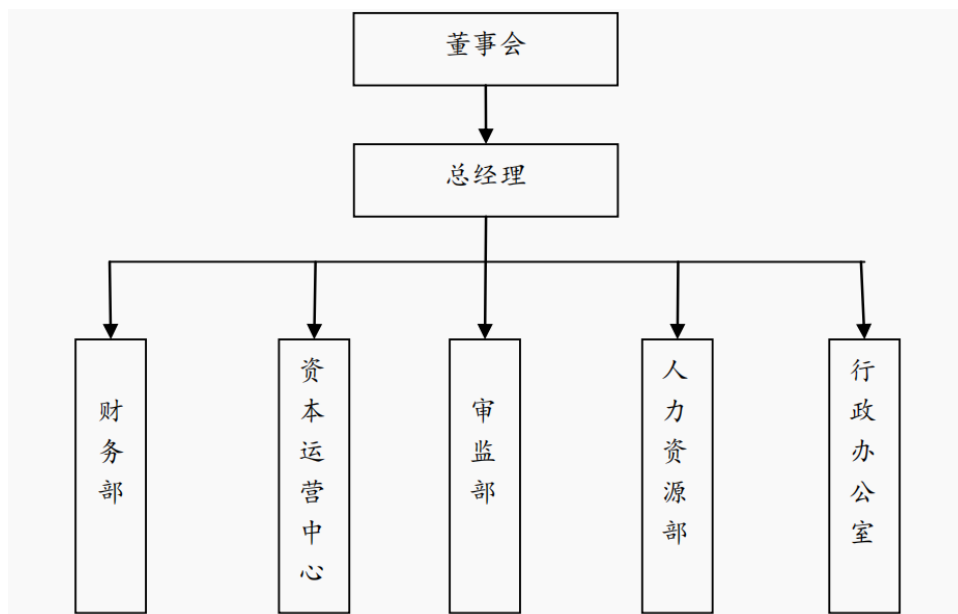 董事会
总经理
财务部
资本运营中心
审监部
人力资源部
行政办公室